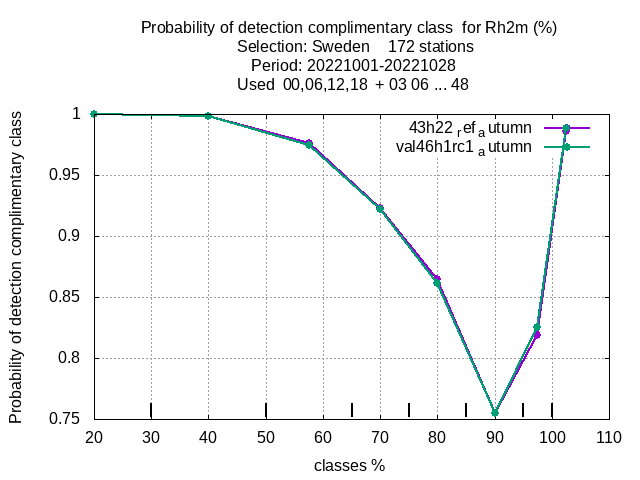 Probability of detection complimentary class for Rh2m (%)
Selection: Sweden 172 stations
Period: 20221001-20221028
Used 00,06,12,18 + 03 06 ... 48
Probability of detection complimentary class
43h22 ref autumn
val46h1rc1 autumn
1
0.95
0.9
0.85
0.8
0.75
20 30 40 50 60 70 80 90 100 110
classes %